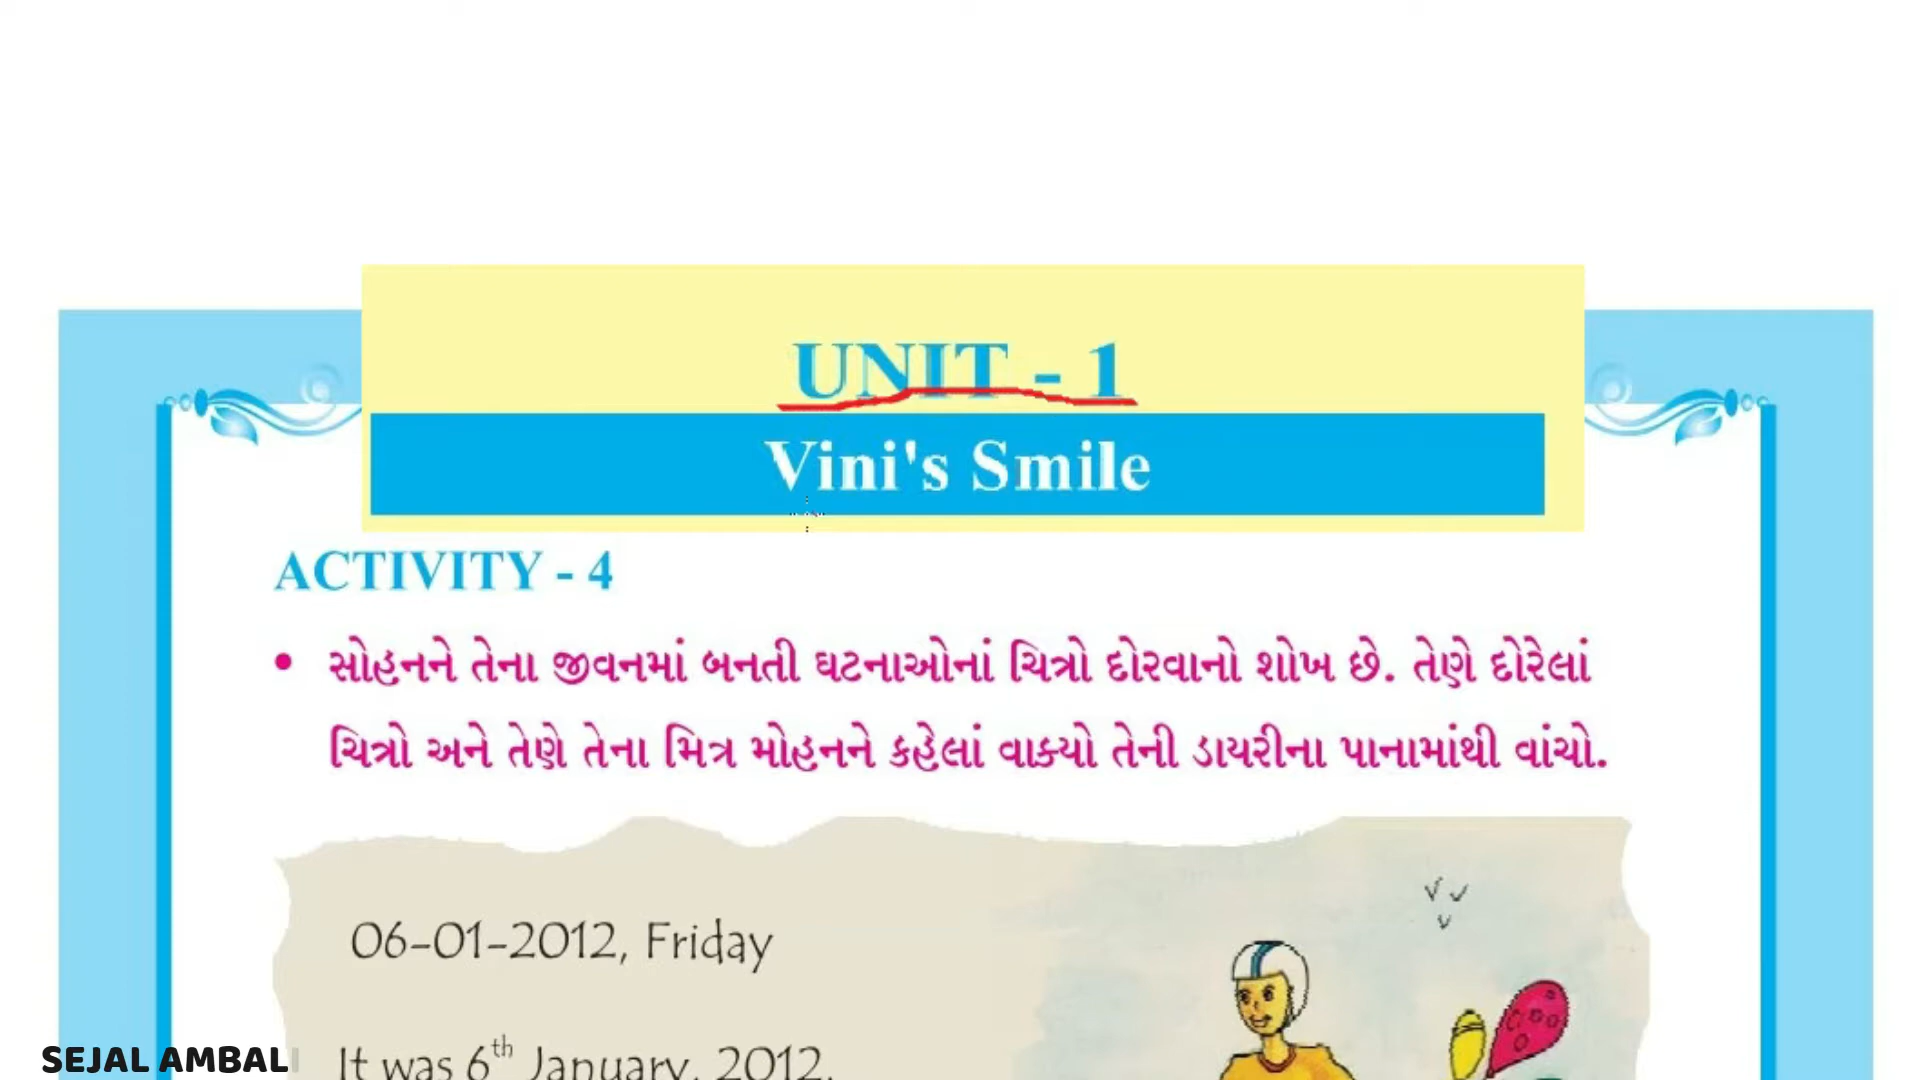 UNIT - 1
Vini's Smile
ACTIVITY - 4
• સોહનને તેના જીવનમાં બનતી ઘટનાઓનાં ચિત્રો દોરવાનો શોખ છે. તેણે દોરેલાં
ચિત્રો અને તેણે તેના મિત્ર મોહનને કહેલાં વાક્યો તેની ડાયરીના પાનામાંથી વાંચો.
06-01-2012, Friday
It was 6th January, 2012.
SEJAL AMBALI